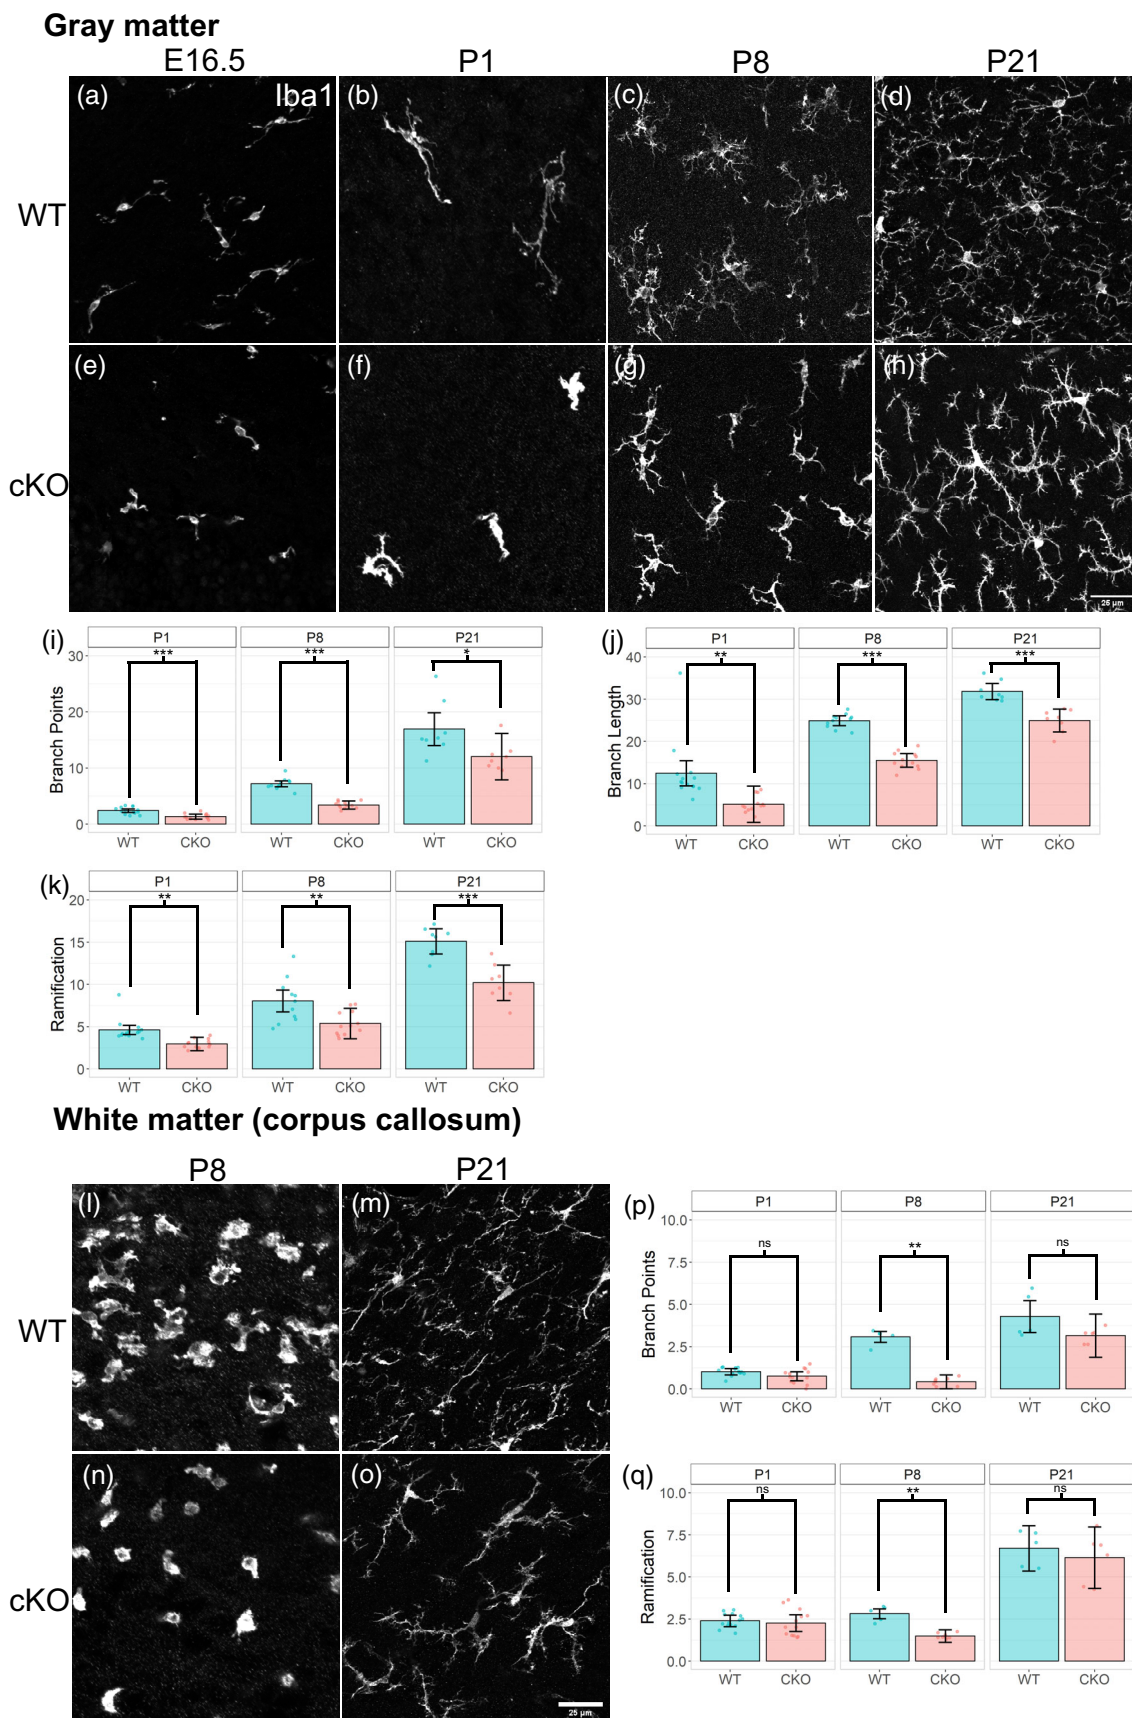 Gray matter
E16.5 P1 P8 P21
(a) Iba1 (b) (c) (d)
WT
(e) (f) (g) (h)
cKO
25 µm
(i) P1 P8 P21
*** *** *
30
20
10
0
Branch Points
WT CKO WT CKO WT CKO
(j) P1 P8 P21
** *** ***
40
30
20
10
0
Branch Length
WT CKO WT CKO WT CKO
(k) P1 P8 P21
** ** ***
20
15
10
5
0
Ramification
WT CKO WT CKO WT CKO
White matter (corpus callosum)
P8 P21
(l) (m)
WT
(n) (o)
cKO
25 µm
(p) P1 P8 P21
ns ** ns
10.0
7.5
5.0
2.5
0.0
Branch Points
WT CKO WT CKO WT CKO
(q) P1 P8 P21
ns ** ns
10.0
7.5
5.0
2.5
0.0
Ramification
WT CKO WT CKO WT CKO